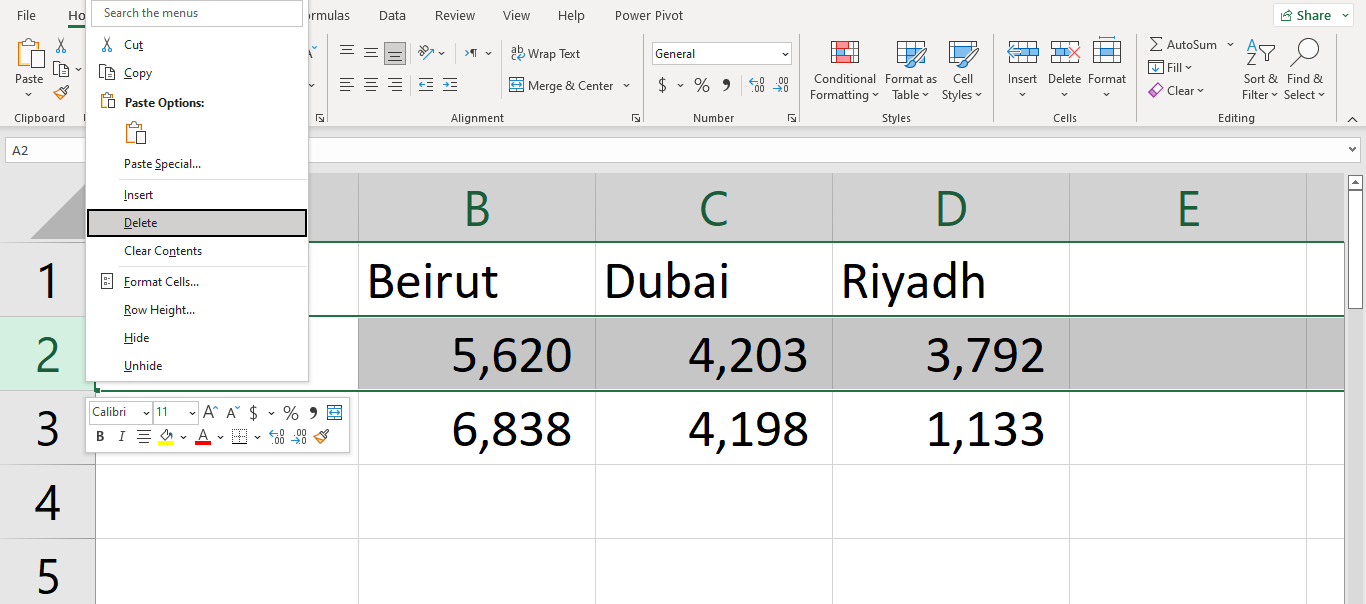 File Ho ormulas Data Review View Help Power Pivot Share
Search the menus
Cut
Copy
Paste Options:
Paste Special...
Insert
Delete
Clear Contents
Format Cells...
Row Height...
Hide
Unhide
Paste
Clipboard
ab Wrap Text
Merge & Center
Alignment
General
$ % 9
.00
.00
Number
Conditional Formatting
Format as Table
Cell Styles
Styles
Insert Delete Format
Cells
AutoSum
Fill
Clear
Sort & Filter
Find & Select
Editing
A2
B C D E
1 Beirut Dubai Riyadh
2 5,620 4,203 3,792
3 6,838 4,198 1,133
4
5
Calibri 11 A A $ % 9
B I A .00 .00